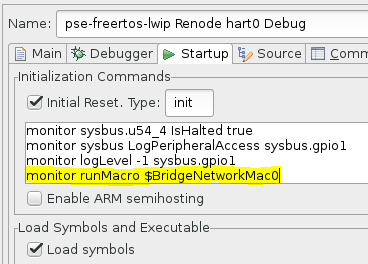 Name: pse-freertos-lwip Renode hart0 Debug
Main Debugger Startup Source
Initialization Commands
Initial Reset. Type: init
monitor sysbus.u54_4 IsHalted true
monitor sysbus LogPeripheralAccess sysbus.gpio1
monitor logLevel -1 sysbus.gpio1
monitor runMacro $BridgeNetworkMac0
Enable ARM semihosting
Load Symbols and Executable
Load symbols